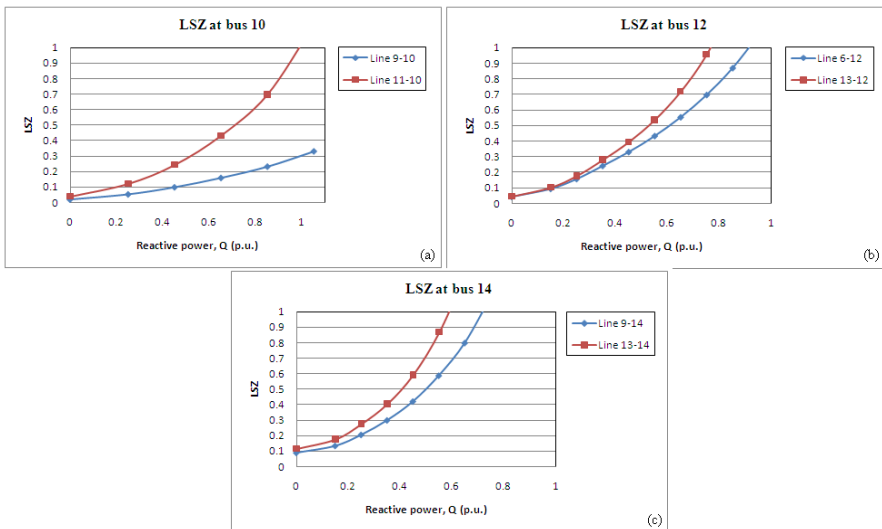 LSZ at bus 10
1
0.9
0.8
0.7
0.6
0.5
0.4
0.3
0.2
0.1
0
LSZ
0 0.2 0.4 0.6 0.8 1
Reactive power, Q (p.u.)
Line 9-10
Line 11-10
(a)
LSZ at bus 12
1
0.9
0.8
0.7
0.6
0.5
0.4
0.3
0.2
0.1
0
LSZ
0 0.2 0.4 0.6 0.8 1
Reactive power, Q (p.u.)
Line 6-12
Line 13-12
(b)
LSZ at bus 14
1
0.9
0.8
0.7
0.6
0.5
0.4
0.3
0.2
0.1
0
LSZ
0 0.2 0.4 0.6 0.8 1
Reactive power, Q (p.u.)
Line 9-14
Line 13-14
(c)